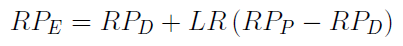 RP_E = RP_D + LR (RP_P − RP_D)